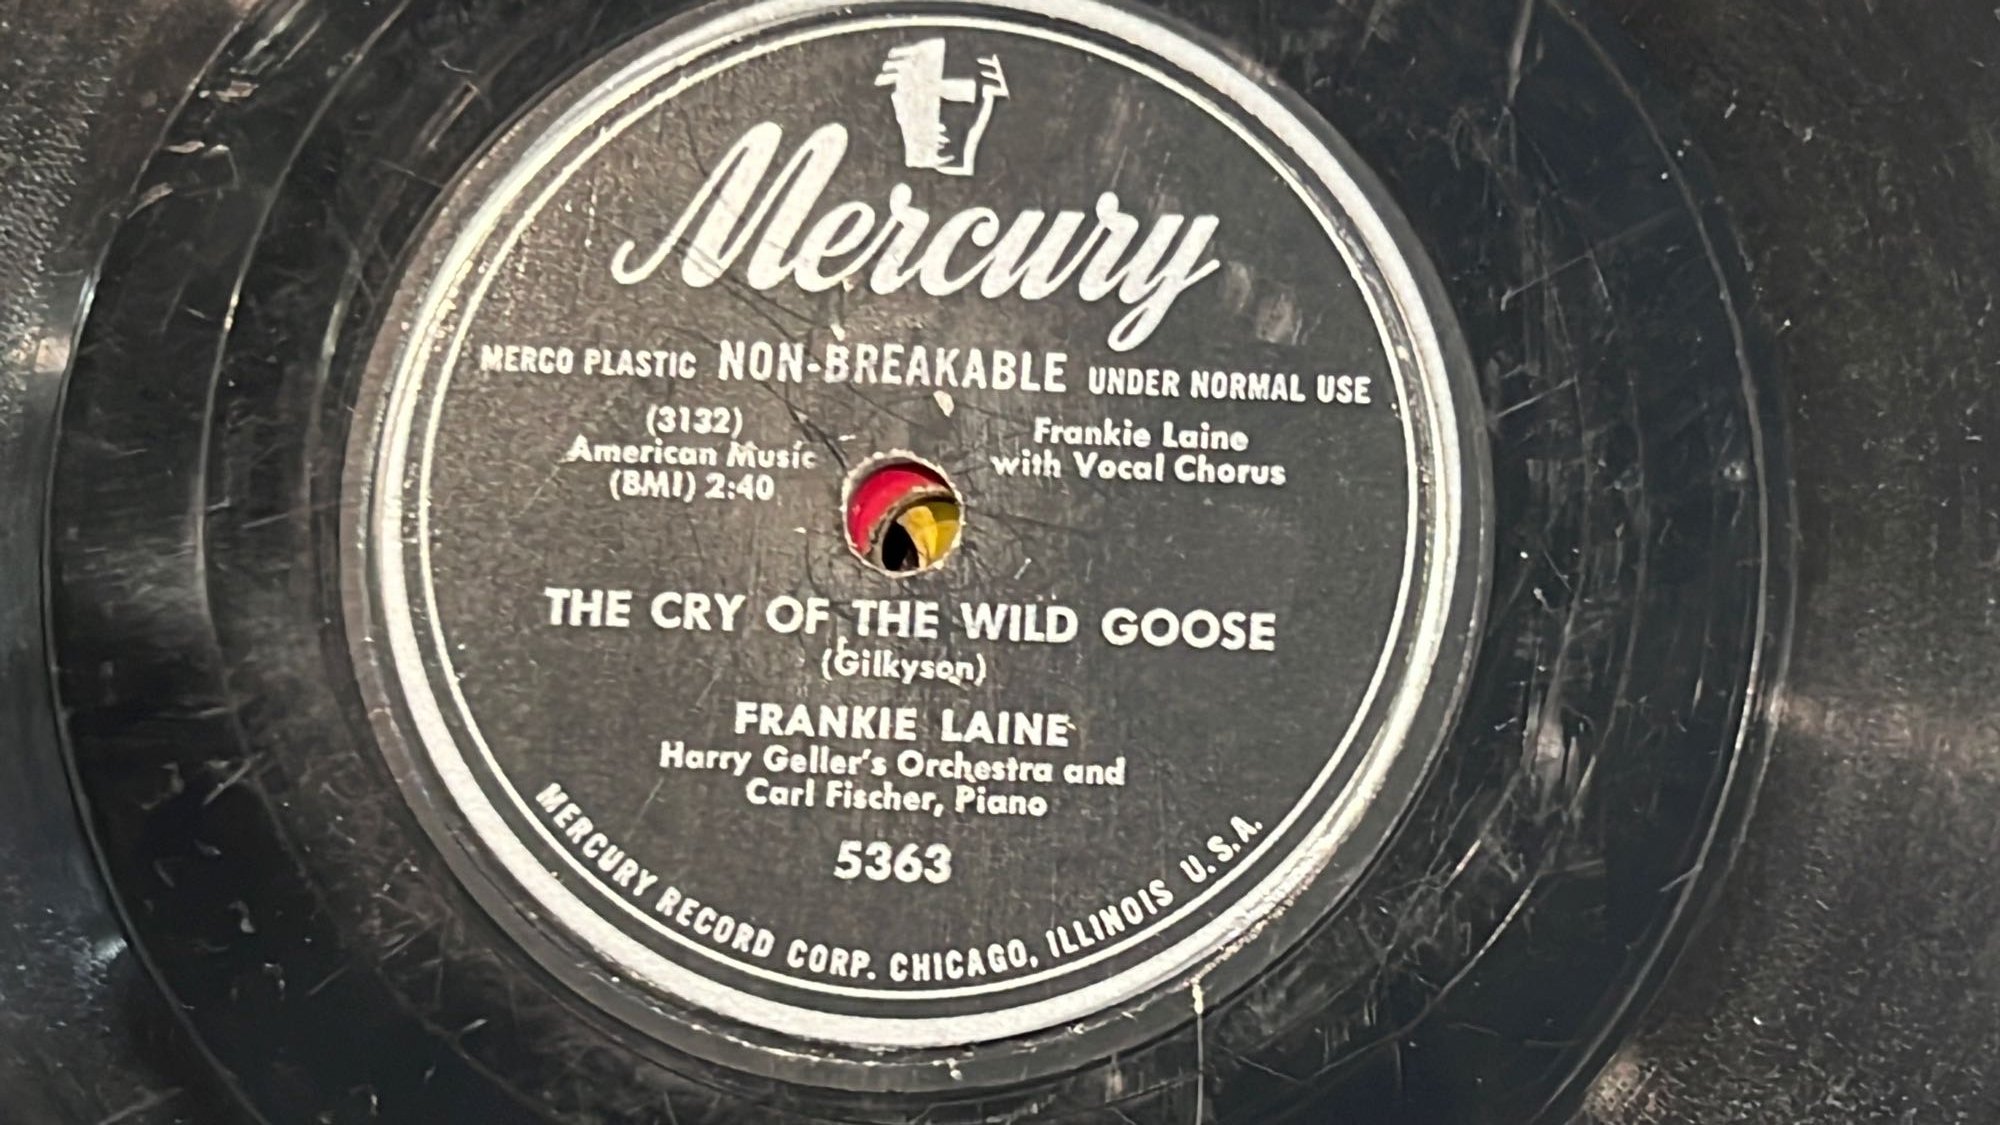 Mercury
MERCO PLASTIC NON-BREAKABLE UNDER NORMAL USE
(3132)
American Music
(BMI) 2:40
Frankie Laine
with Vocal Chorus
THE CRY OF THE WILD GOOSE
(Gilkyson)
FRANKIE LAINE
Harry Geller's Orchestra and
Carl Fischer, Piano
5363
MERCURY RECORD CORP. CHICAGO, ILLINOIS U.S.A.